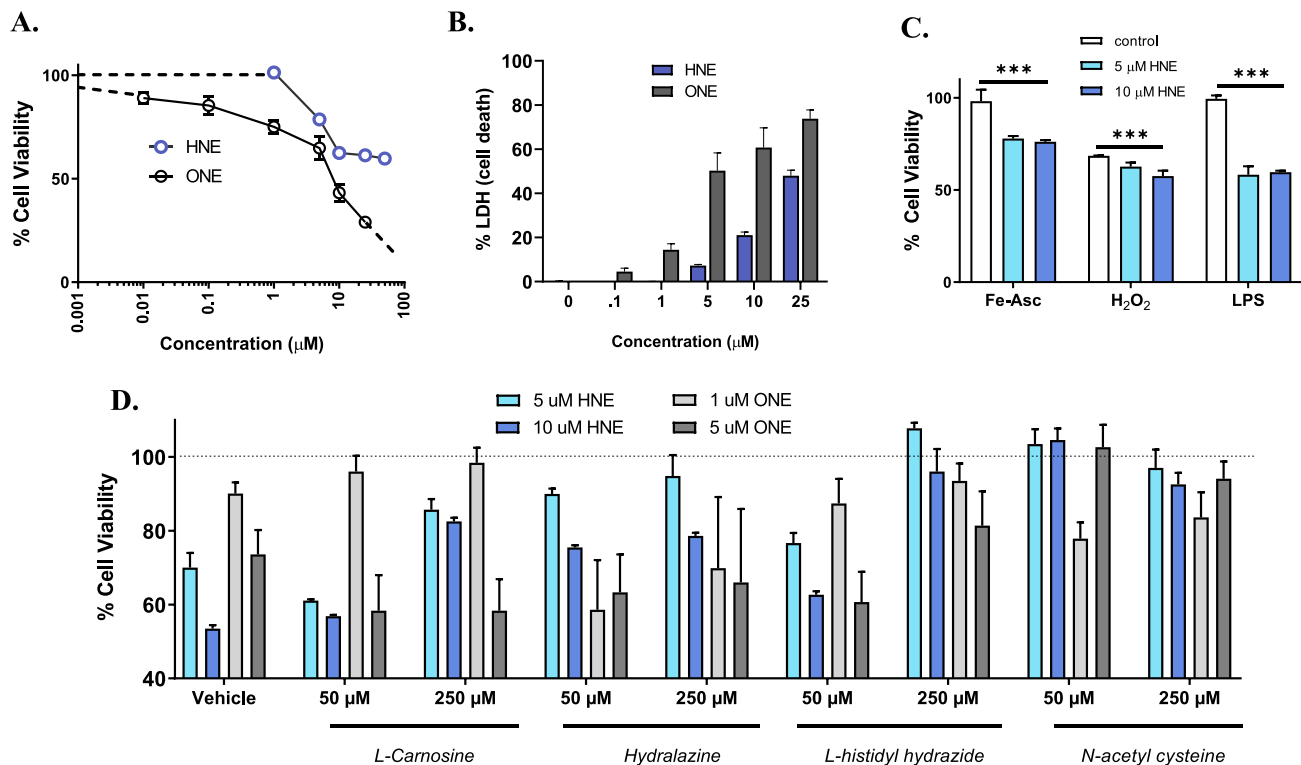 A.
% Cell Viability
100
50
0
HNE
ONE
0.001
0.01
0.1
1
10
100
Concentration (μM)
B.
% LDH (cell death)
100
80
60
40
20
0
HNE
ONE
0
.1
1
5
10
25
Concentration (μM)
C.
control
5 μM HNE
10 μM HNE
% Cell Viability
100
50
0
***
***
***
Fe-Asc
H₂O₂
LPS
D.
5 uM HNE
1 uM ONE
10 uM HNE
5 uM ONE
% Cell Viability
100
80
60
40
Vehicle
50 μM
250 μM
50 μM
250 μM
50 μM
250 μM
50 μM
250 μM
L-Carnosine
Hydralazine
L-histidyl hydrazide
N-acetyl cysteine